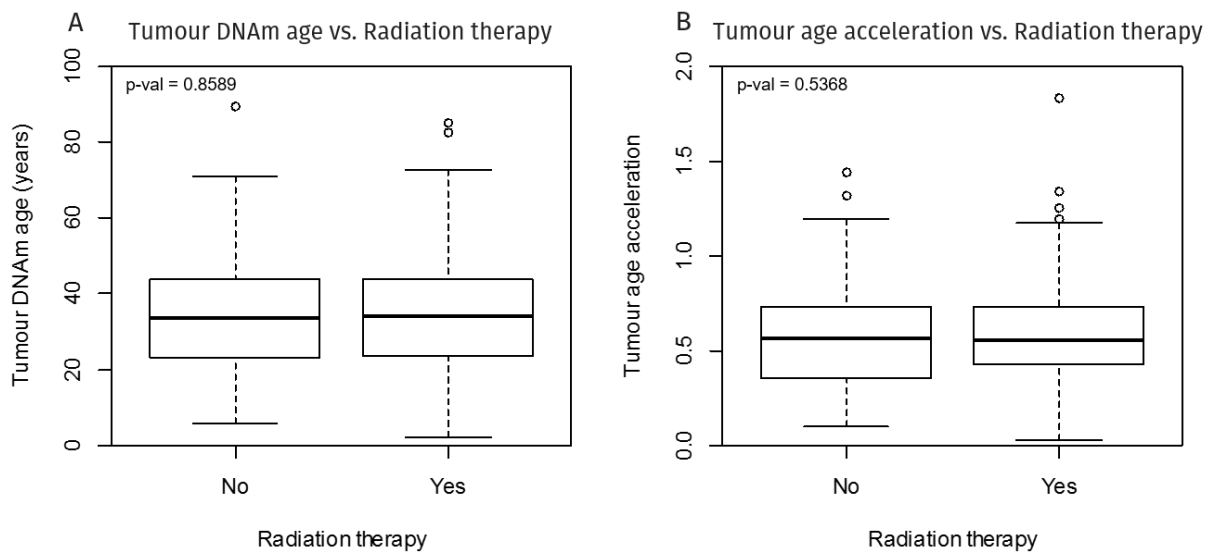 A
Tumour DNAm age vs. Radiation therapy
p-val = 0.8589
Tumour DNAm age (years)
100
80
60
40
20
0
No
Yes
Radiation therapy
B
Tumour age acceleration vs. Radiation therapy
p-val = 0.5368
Tumour age acceleration
2.0
1.5
1.0
0.5
0.0
No
Yes
Radiation therapy